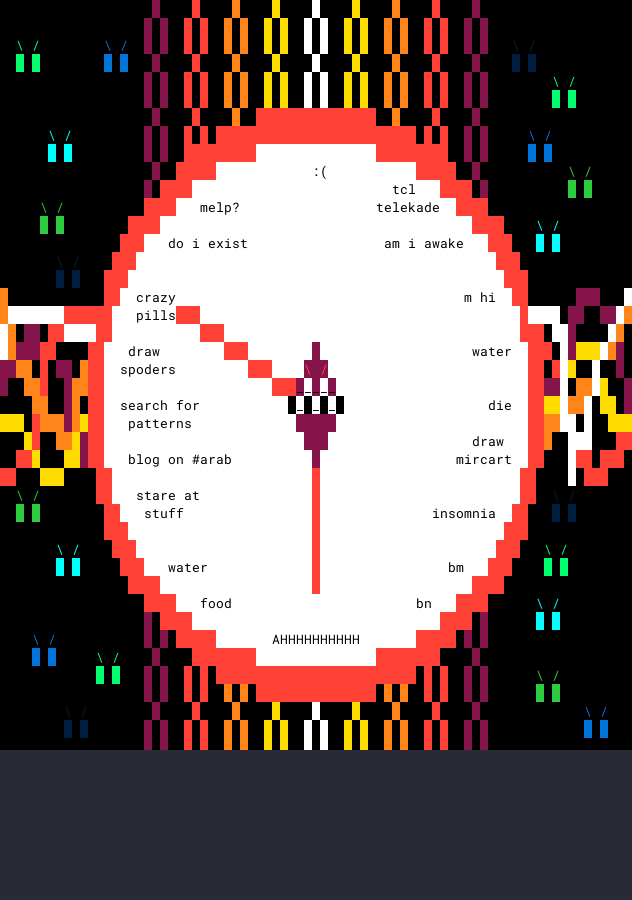 :(
tcl
melp? telekade
do i exist am i awake
crazy m hi
pills
draw water
spoders
search for die
patterns
draw
blog on #arab mircart
stare at
stuff insomnia
water bm
food bn
AHHHHHHHHHH